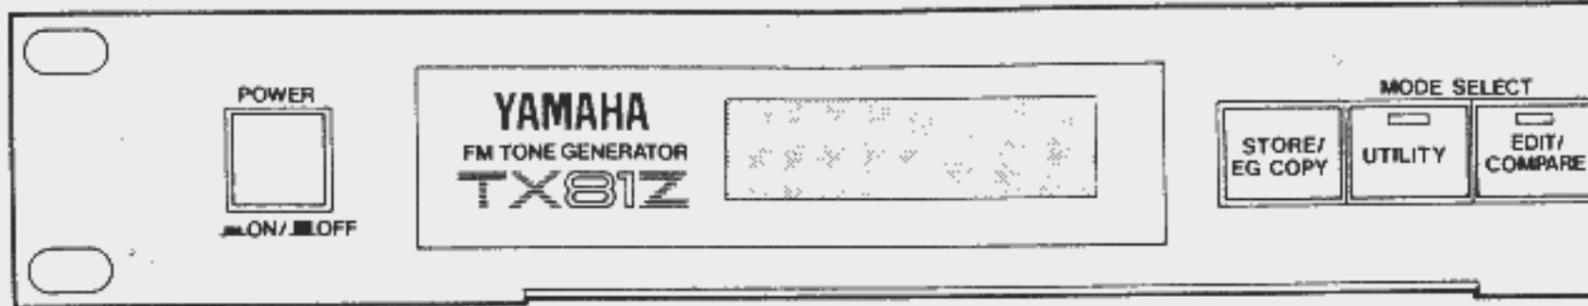 POWER
ON/ OFF
YAMAHA
FM TONE GENERATOR
TX81Z
MODE SELECT
STORE/
EG COPY
UTILITY
EDIT/
COMPARE